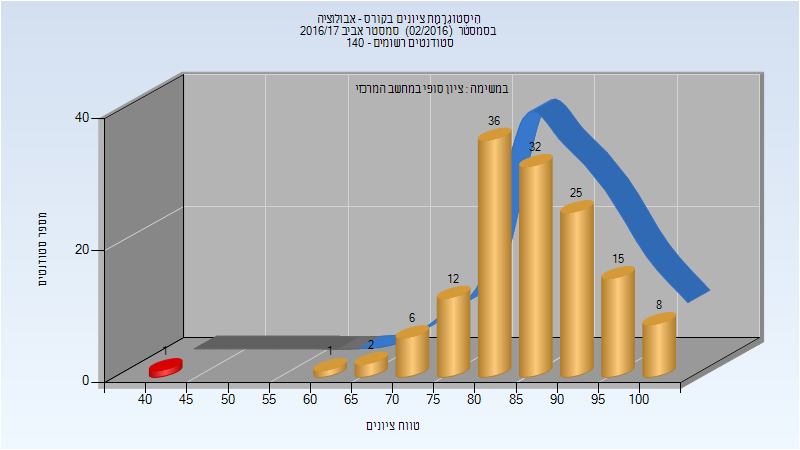 היסטוגרמת ציונים בקורס - אבולוציה
בסמסטר (02/2016) סמסטר אביב 2016/17
סטודנטים רשומים - 140
במשימה : ציון סופי במחשב המרכזי
מספר סטודנטים
40
20
0
1
1
2
6
12
36
32
25
15
8
40 45 50 55 60 65 70 75 80 85 90 95 100
טווח ציונים